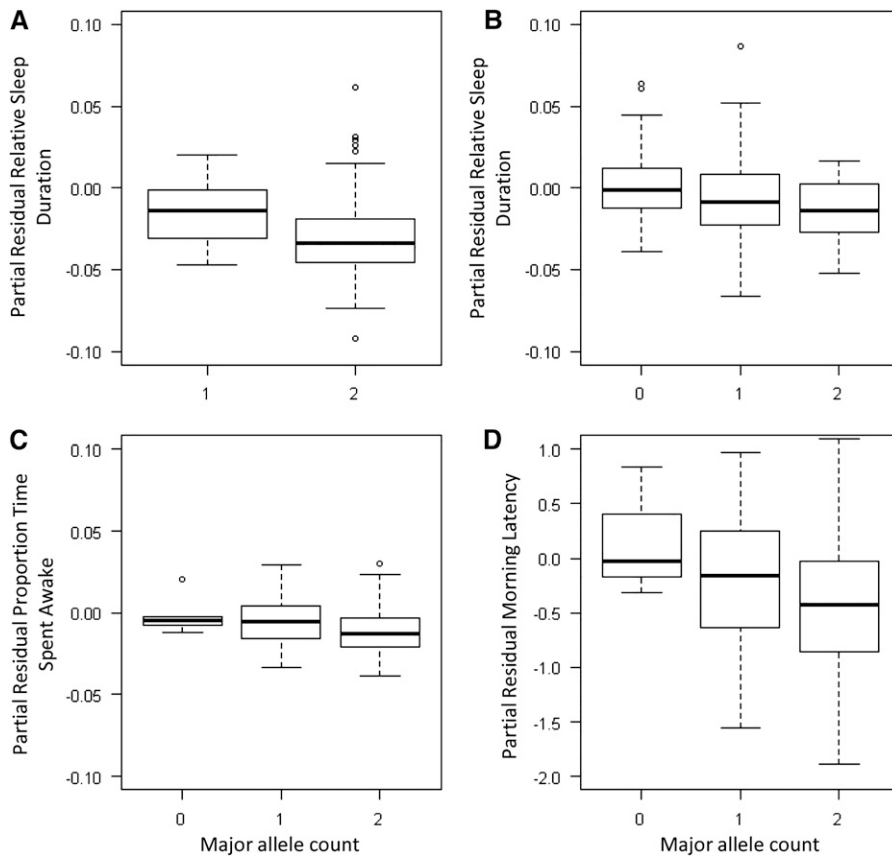 A
Partial Residual Relative Sleep
Duration
0.10
0.05
0.00
-0.05
-0.10
1
2
B
Partial Residual Relative Sleep
Duration
0.10
0.05
0.00
-0.05
-0.10
0
1
2
C
Partial Residual Proportion Time
Spent Awake
0.10
0.05
0.00
-0.05
-0.10
0
1
2
Major allele count
D
Partial Residual Morning Latency
1.0
0.5
0.0
-0.5
-1.0
-1.5
-2.0
0
1
2
Major allele count